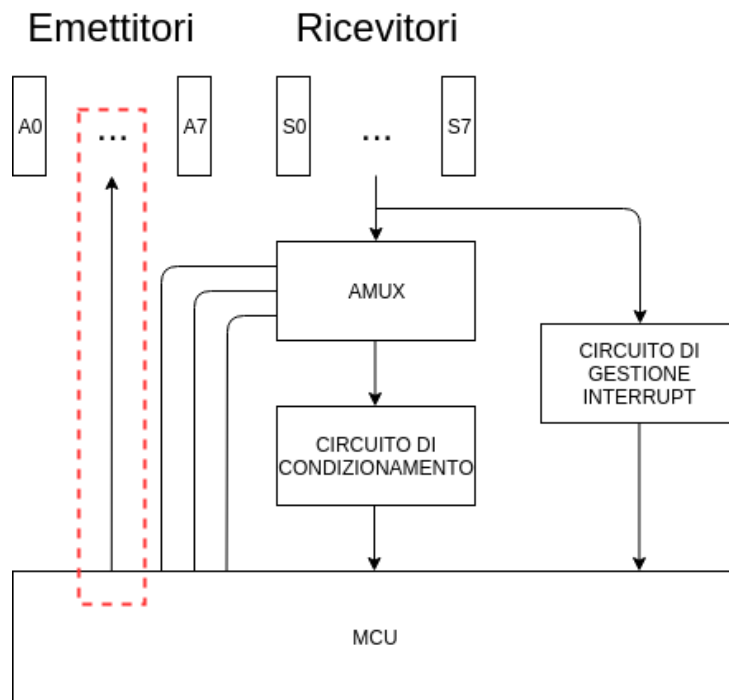 Emettitori
Ricevitori
A0
...
A7
S0
...
S7
AMUX
CIRCUITO DI
GESTIONE
INTERRUPT
CIRCUITO DI
CONDIZIONAMENTO
MCU